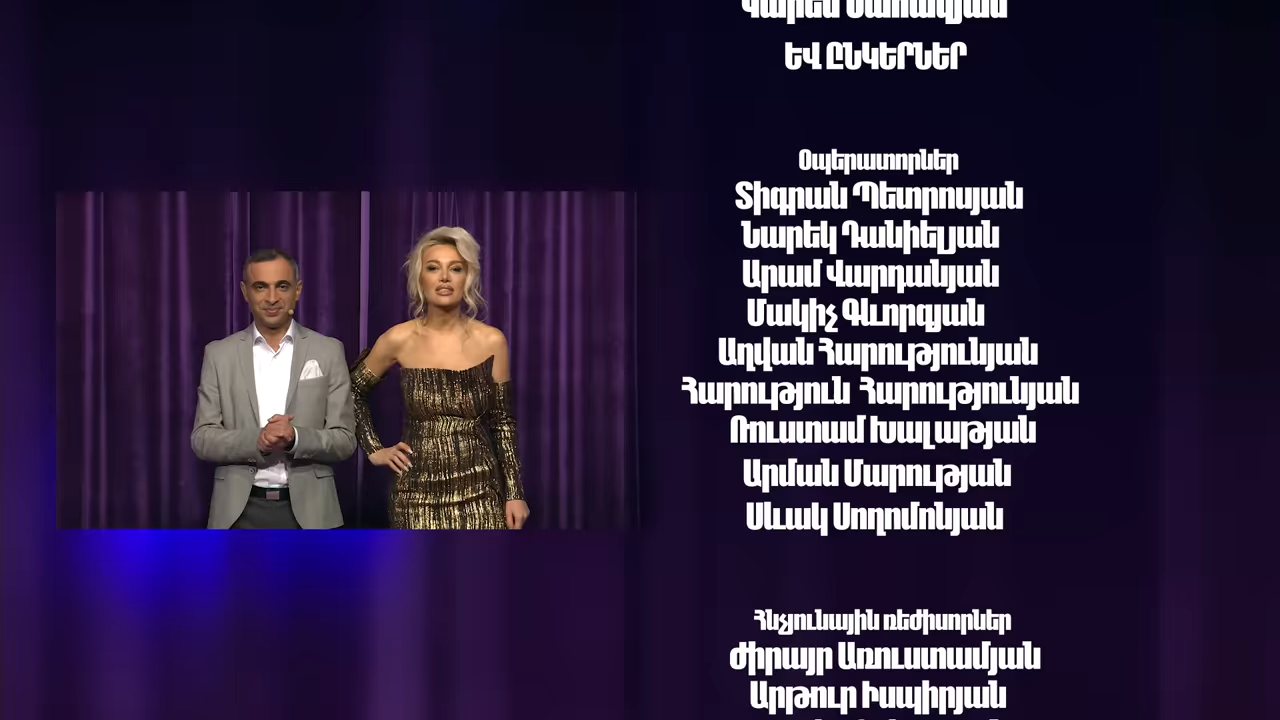 ԵՎ ԸՆԿԵՐՆԵՐ
Օպերատորներ
Տիգրան Պետրոսյան
Նարեկ Դանիելյան
Արամ Վարդանյան
Մակիչ Գևորգյան
Աղվան Հարությունյան
Հարություն Հարությունյան
Ռուստամ Խալաթյան
Արման Մարության
Սևակ Սողոմոնյան
Հնչյունային ռեժիսորներ
Ժիրայր Առուստամյան
Արթուր Իսպիրյան